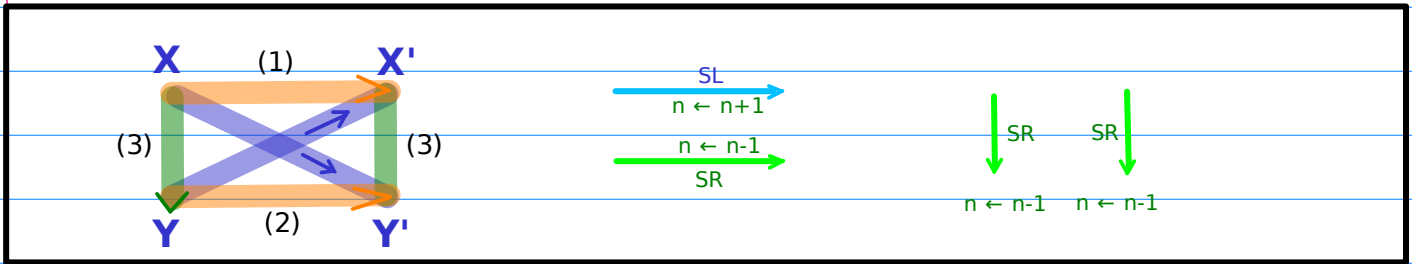 X (1) X'
(3) (3)
Y (2) Y'
SL
n ← n+1
n ← n-1
SR
SR SR
n ← n-1 n ← n-1